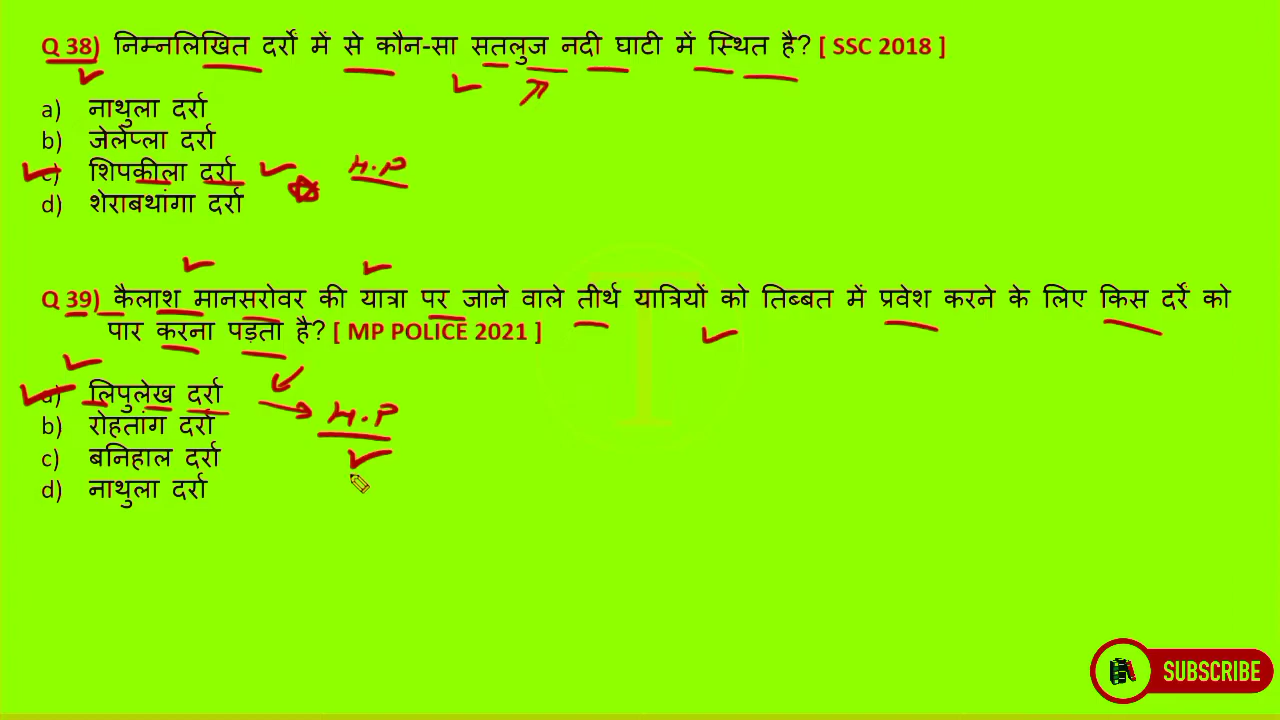 Q 38) निम्नलिखित दर्रों में से कौन-सा सतलुज नदी घाटी में स्थित है? [ SSC 2018 ]
a) नाथुला दर्रा
b) जेलेप्ला दर्रा
c) शिपकीला दर्रा H.P
d) शेराबथांगा दर्रा
Q 39) कैलाश मानसरोवर की यात्रा पर जाने वाले तीर्थ यात्रियों को तिब्बत में प्रवेश करने के लिए किस दर्रे को
पार करना पड़ता है? [ MP POLICE 2021 ]
a) लिपुलेख दर्रा H.P
b) रोहतांग दर्रा
c) बनिहाल दर्रा
d) नाथुला दर्रा
SUBSCRIBE